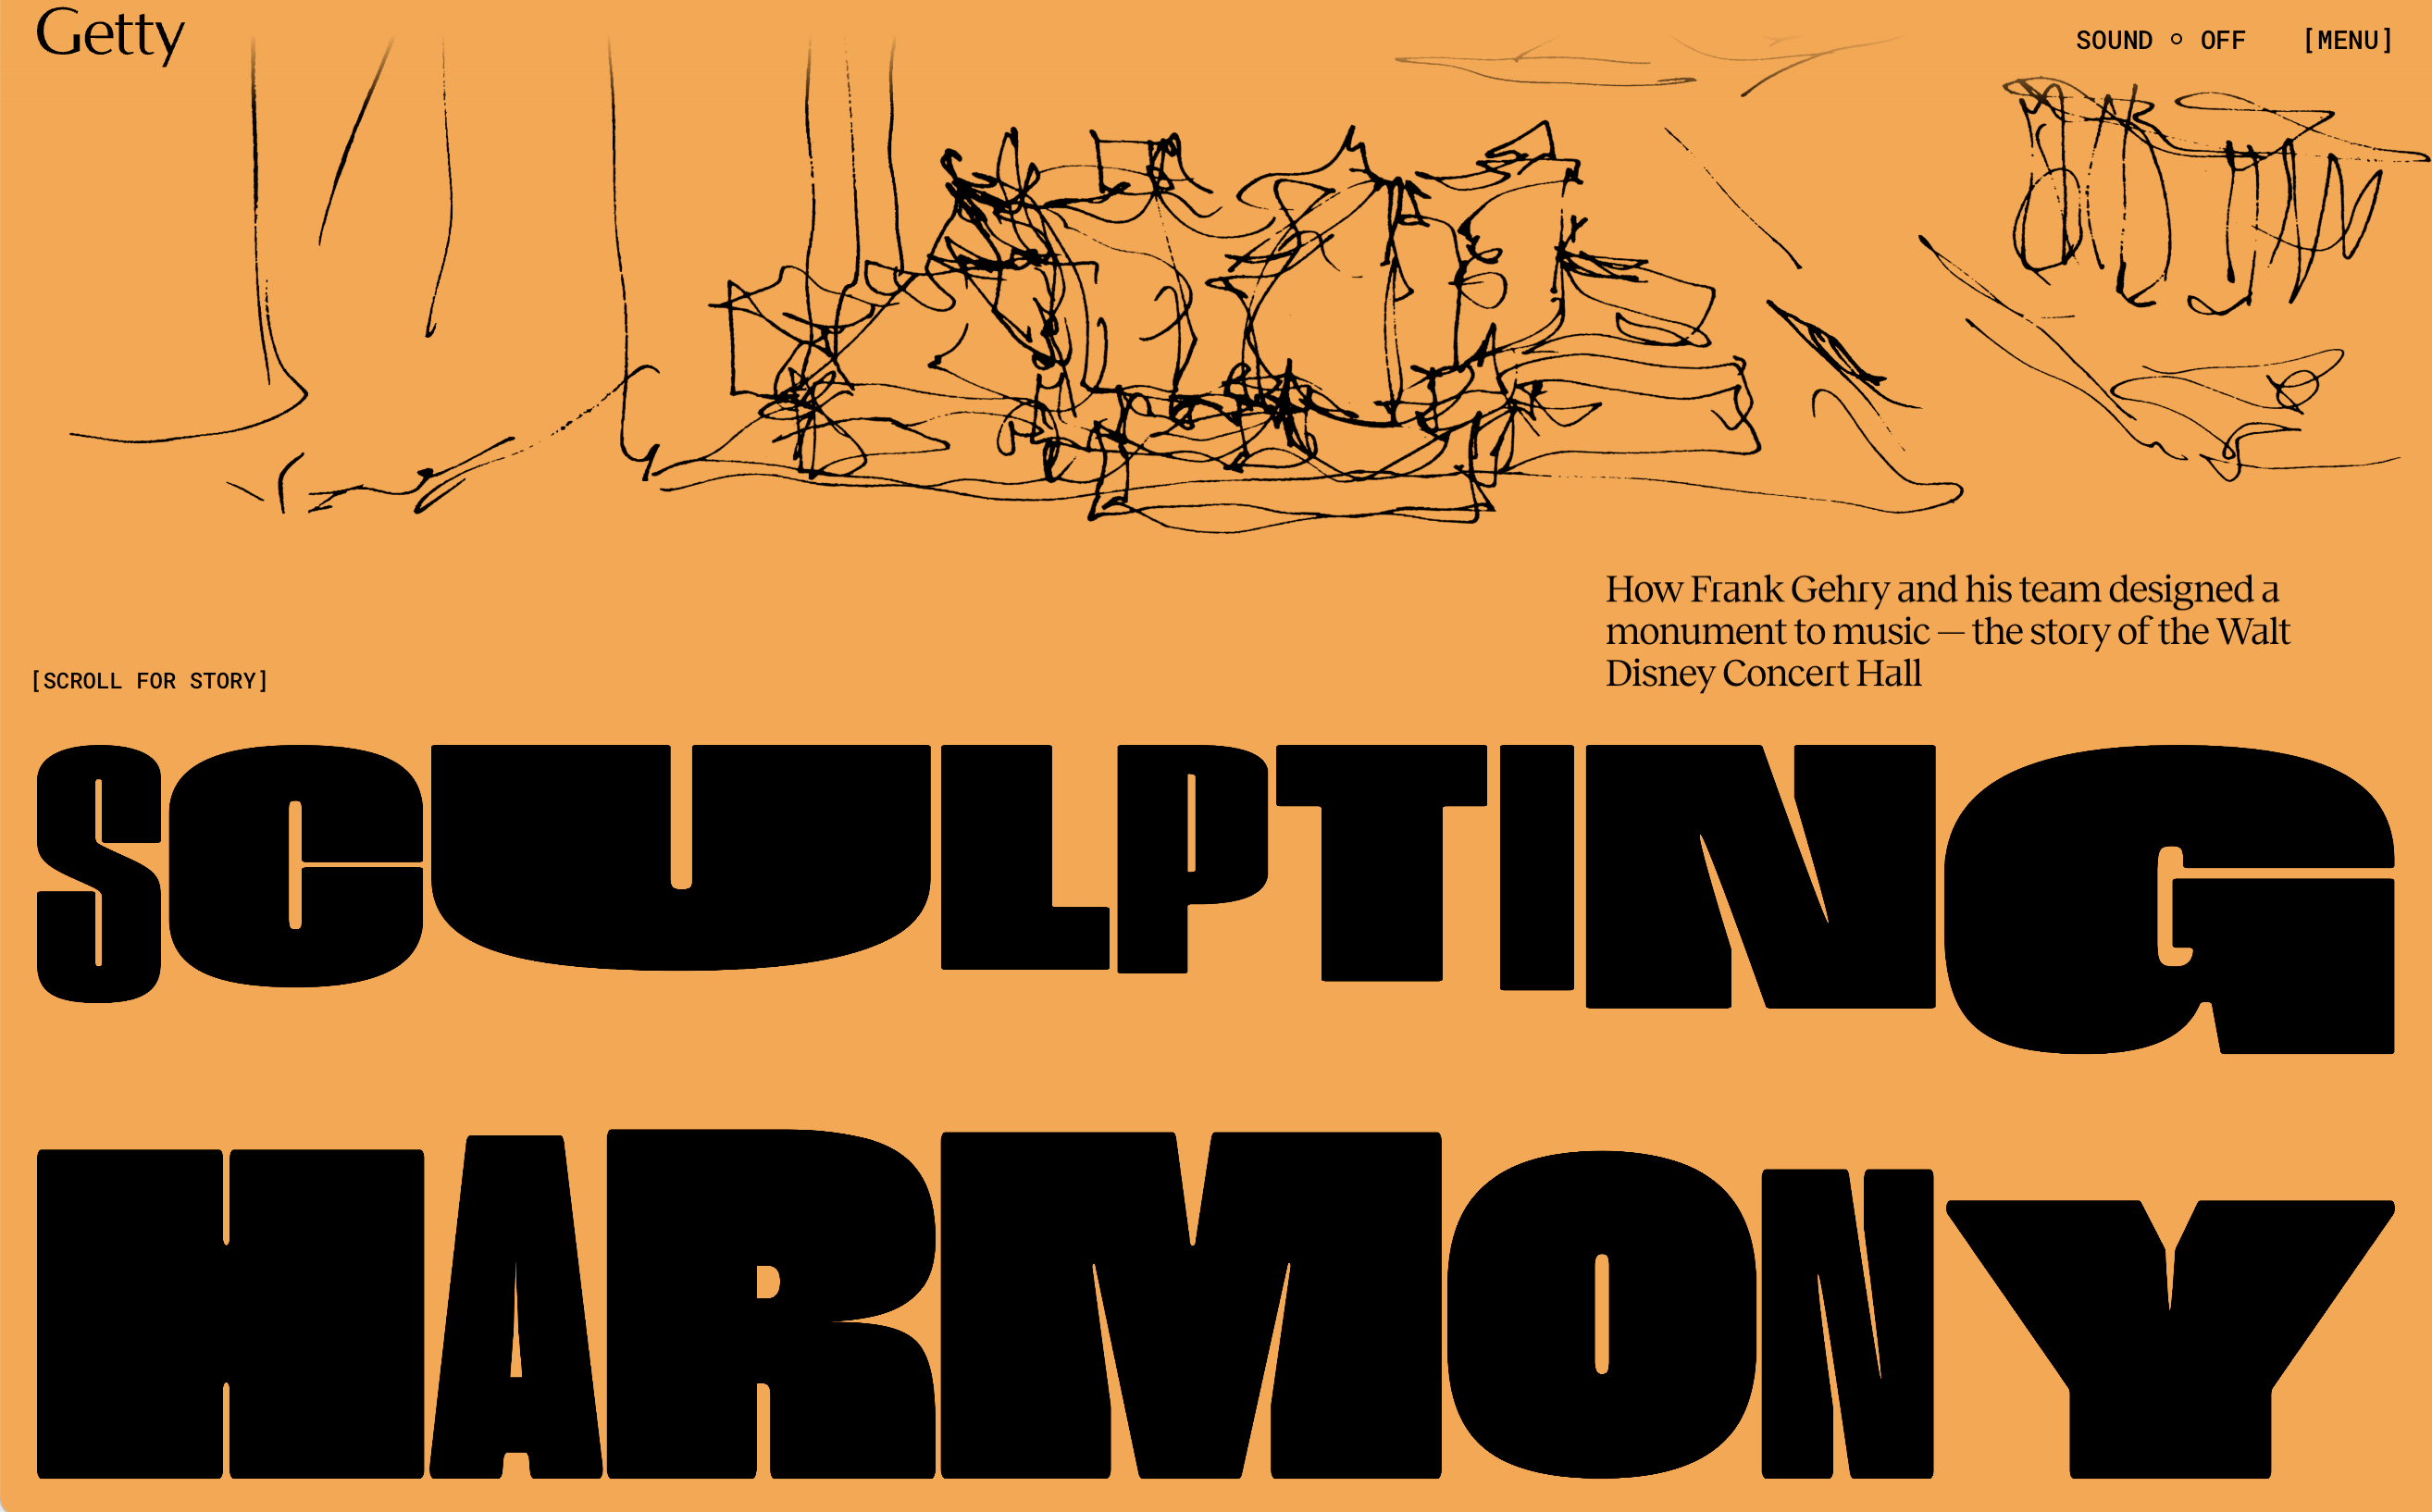 Getty
SOUND ○ OFF [MENU]
How Frank Gehry and his team designed a
monument to music — the story of the Walt
Disney Concert Hall
[SCROLL FOR STORY]
SCULPTING
HARMONY